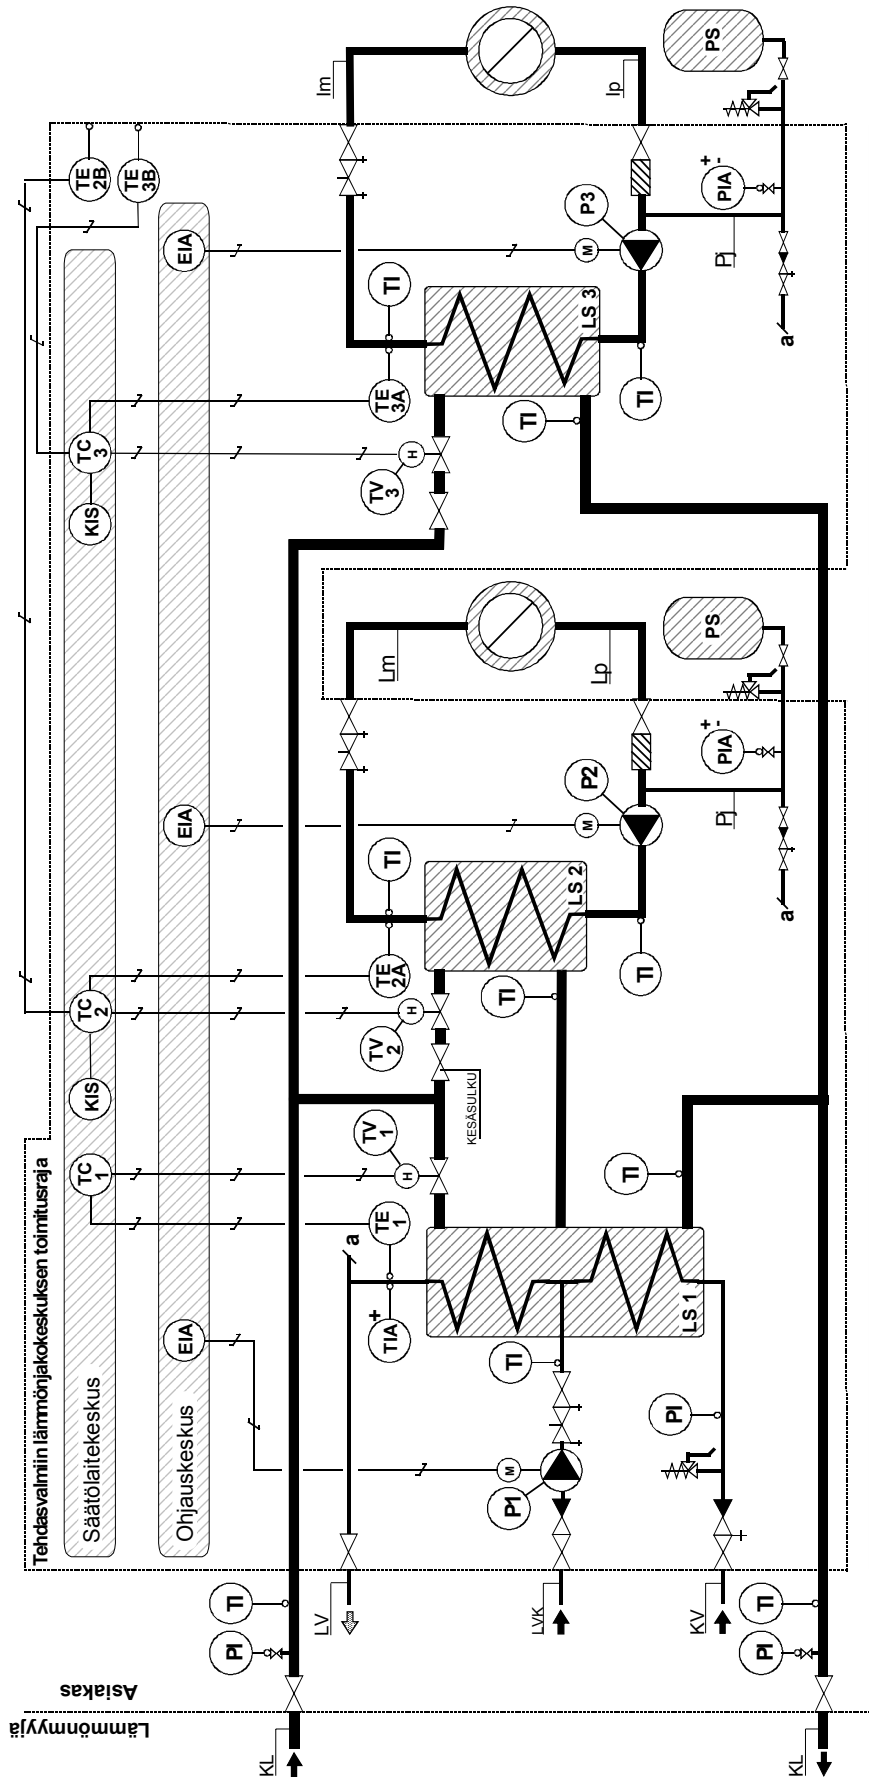 PS
Im
Ip
TE
2B
TE
3B
PIA
+
-
P3
EIA
M
Pj
TI
LS 3
a
TE
3A
TI
TI
TC
3
H
TV
3
KIS
PS
Lm
Lp
PIA
+
-
P2
EIA
M
Pj
TI
LS 2
a
TE
2A
TI
TI
TC
2
H
TV
2
KIS
KESÄSULKU
TV
1
TC
1
H
TI
TE
1
a
LS 1
TIA
+
EIA
TI
PI
M
P1
Tehdasvalmiin lämmönjakokeskuksen toimitusraja
Säätölaitekeskus
Ohjauskeskus
TI
LV
LVK
KV
TI
PI
PI
Asiakas
Lämmönmyyjä
KL
KL